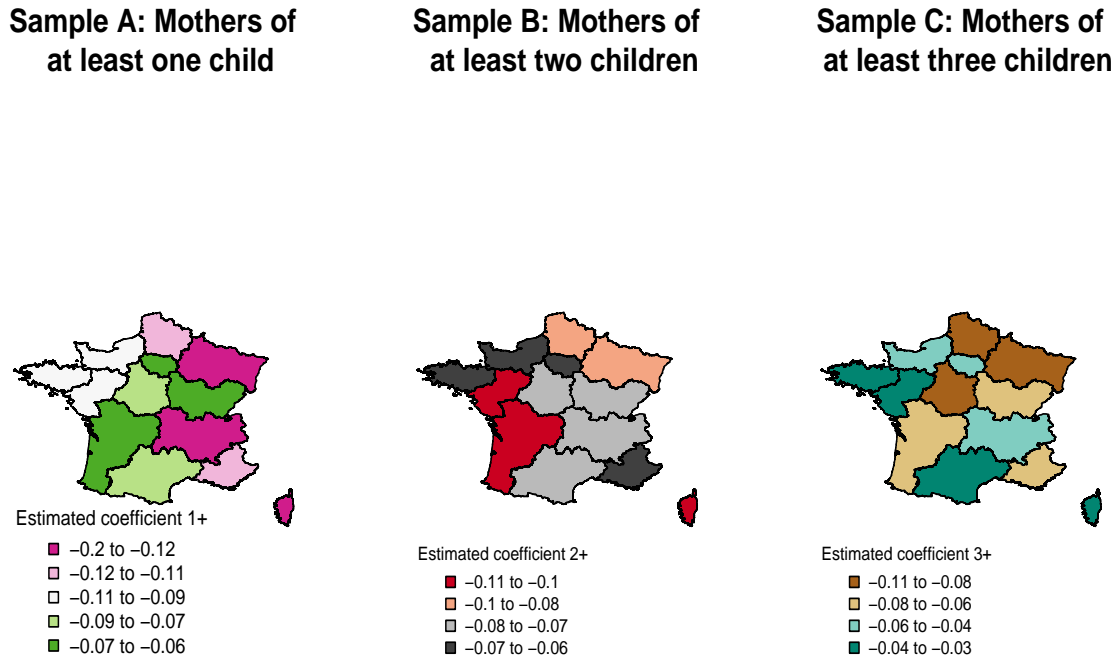 Sample A: Mothers of
at least one child
Sample B: Mothers of
at least two children
Sample C: Mothers of
at least three children
Estimated coefficient 1+
−0.2 to −0.12
−0.12 to −0.11
−0.11 to −0.09
−0.09 to −0.07
−0.07 to −0.06
Estimated coefficient 2+
−0.11 to −0.1
−0.1 to −0.08
−0.08 to −0.07
−0.07 to −0.06
Estimated coefficient 3+
−0.11 to −0.08
−0.08 to −0.06
−0.06 to −0.04
−0.04 to −0.03